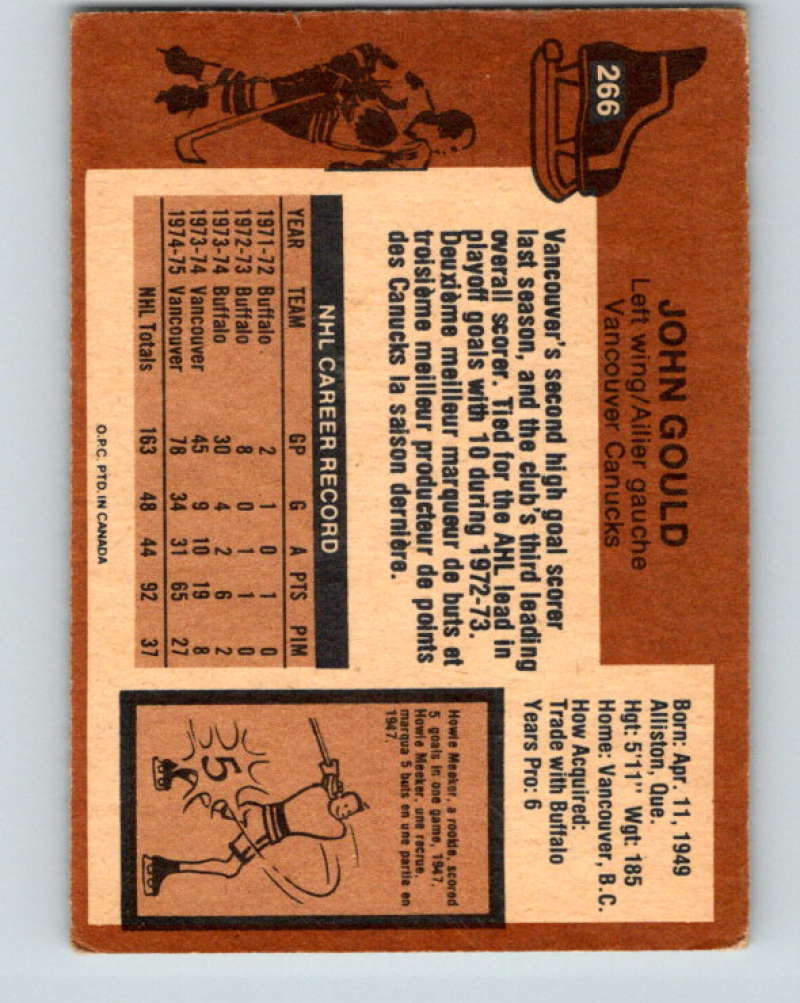 266
JOHN GOULD
Left wing/Ailier gauche
Vancouver Canucks
Born: Apr. 11, 1949
Alliston, Que.
Hgt: 5'11" Wgt: 185
Home: Vancouver, B.C.
How Acquired:
Trade with Buffalo
Years Pro: 6
Vancouver's second high goal scorer
last season, and the club's third leading
overall scorer. Tied for the AHL lead in
playoff goals with 10 during 1972-73.
Deuxième meilleur marqueur de buts et
troisième meilleur producteur de points
des Canucks la saison dernière.
NHL CAREER RECORD
YEAR TEAM GP G A PTS PIM
1971-72 Buffalo 2 1 0 1 0
1972-73 Buffalo 8 0 1 1 0
1973-74 Buffalo 30 4 2 6 2
1973-74 Vancouver 45 9 10 19 8
1974-75 Vancouver 78 34 31 65 27
NHL Totals 163 48 44 92 37
Howie Meeker, a rookie, scored
5 goals in one game, 1947.
Howie Meeker, une recrue,
marqua 5 buts en une partie en
1947.
5
O.P.C. PTD. IN CANADA